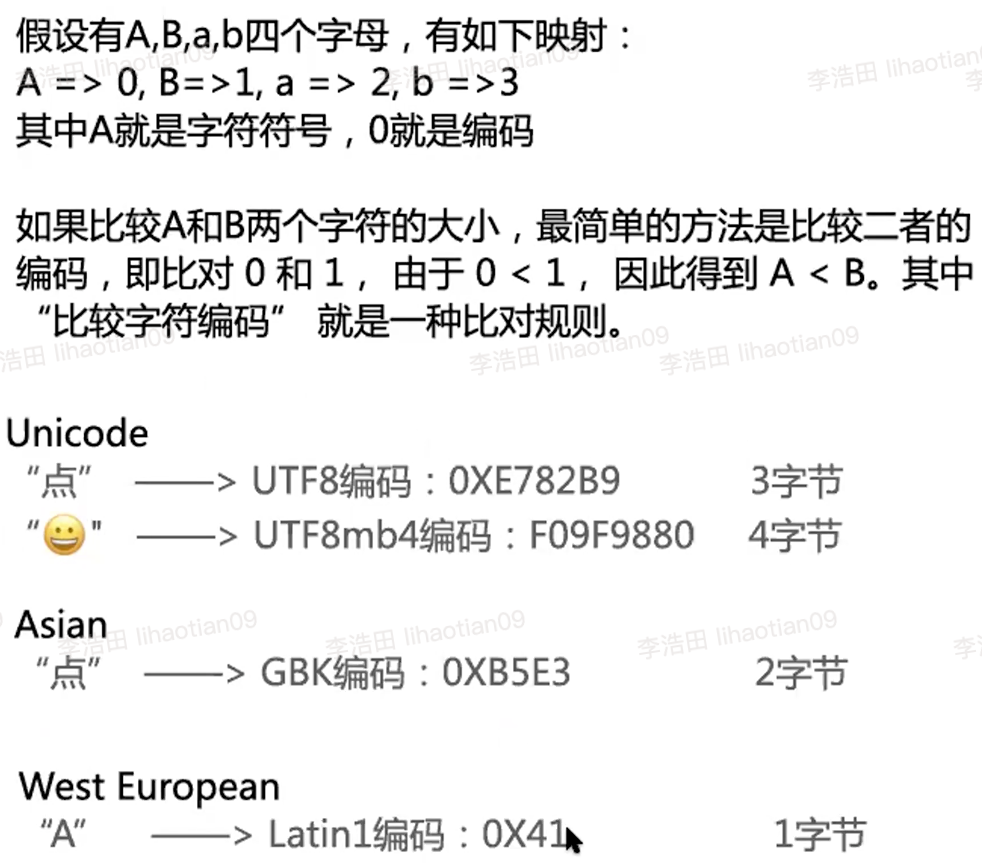 假设有A,B,a,b四个字母，有如下映射：
A => 0, B=>1, a => 2, b =>3
其中A就是字符符号，0就是编码
如果比较A和B两个字符的大小，最简单的方法是比较二者的
编码，即比对 0 和 1， 由于 0 < 1， 因此得到 A < B。其中
“比较字符编码” 就是一种比对规则。
Unicode
“点” ——> UTF8编码：0XE782B9 3字节
“😀" ——> UTF8mb4编码：F09F9880 4字节
Asian
“点” ——> GBK编码：0XB5E3 2字节
West European
“A” ——> Latin1编码：0X41 1字节
李浩田 lihaotian09
李浩田 lihaotian09
李浩田 lihaotian09
李浩田 lihaotian09
李浩田 lihaotian09
李浩田 lihaotian09
李浩田 lihaotian09
李浩田 lihaotian09
李浩田 lihaotian09